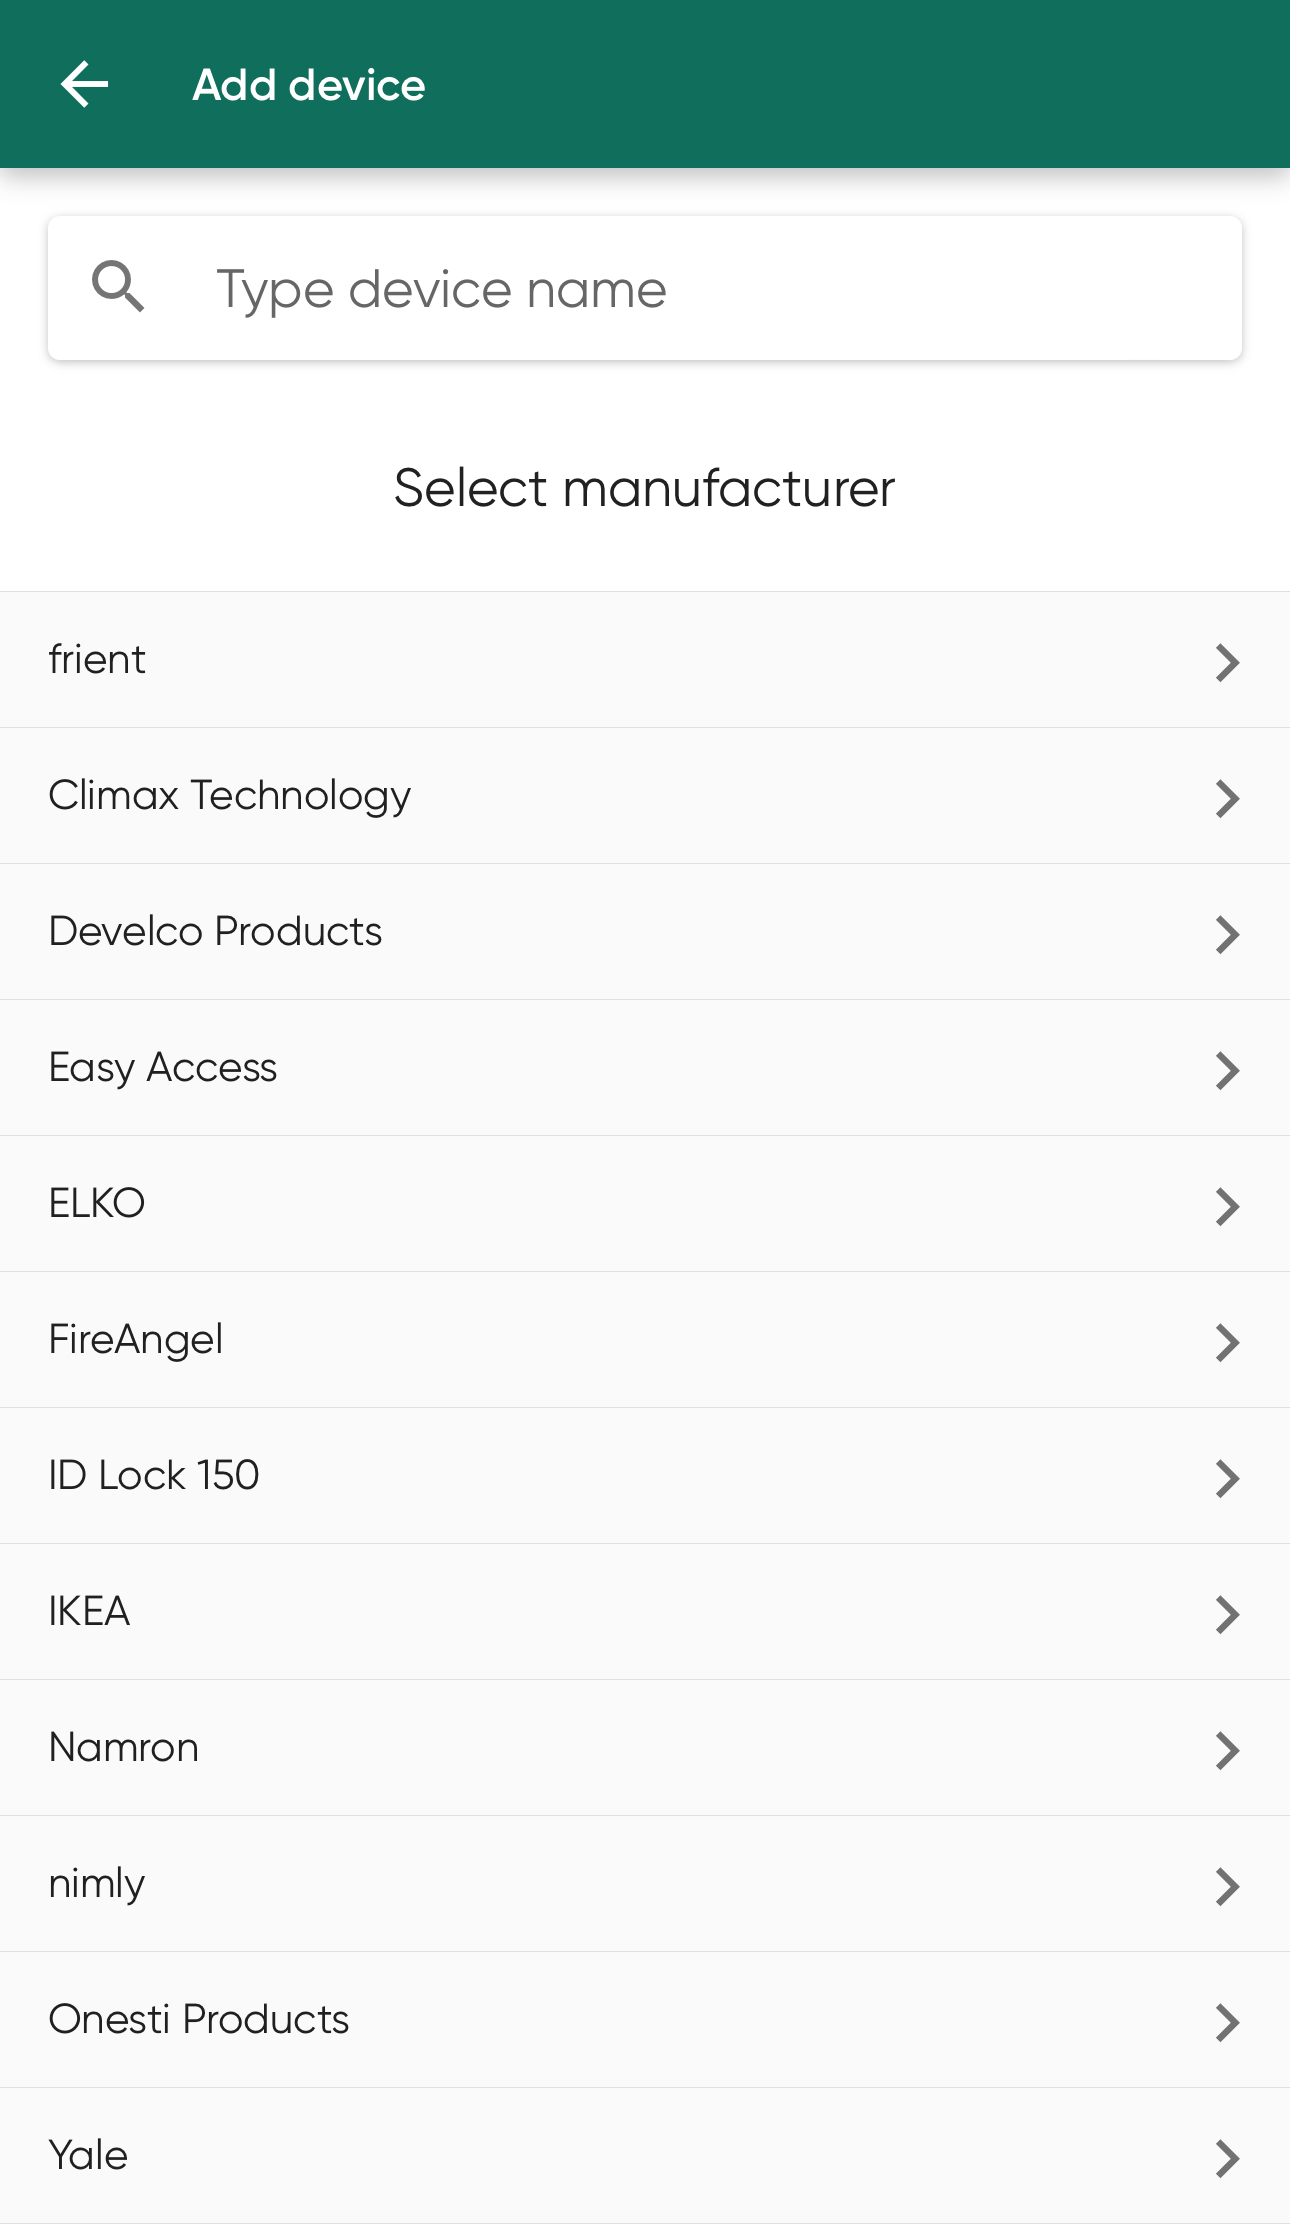 Add device
Type device name
Select manufacturer
frient
Climax Technology
Develco Products
Easy Access
ELKO
FireAngel
ID Lock 150
IKEA
Namron
nimly
Onesti Products
Yale